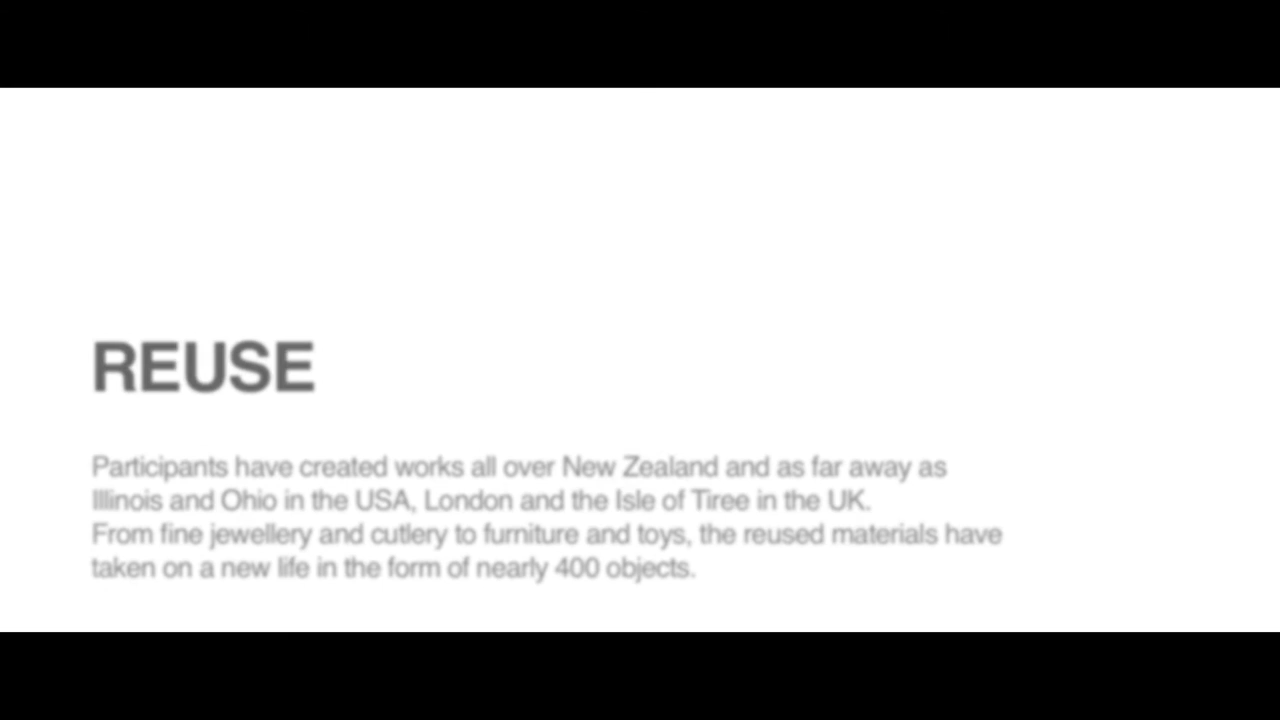 REUSE
Participants have created works all over New Zealand and as far away as
Illinois and Ohio in the USA, London and the Isle of Tiree in the UK.
From fine jewellery and cutlery to furniture and toys, the reused materials have
taken on a new life in the form of nearly 400 objects.